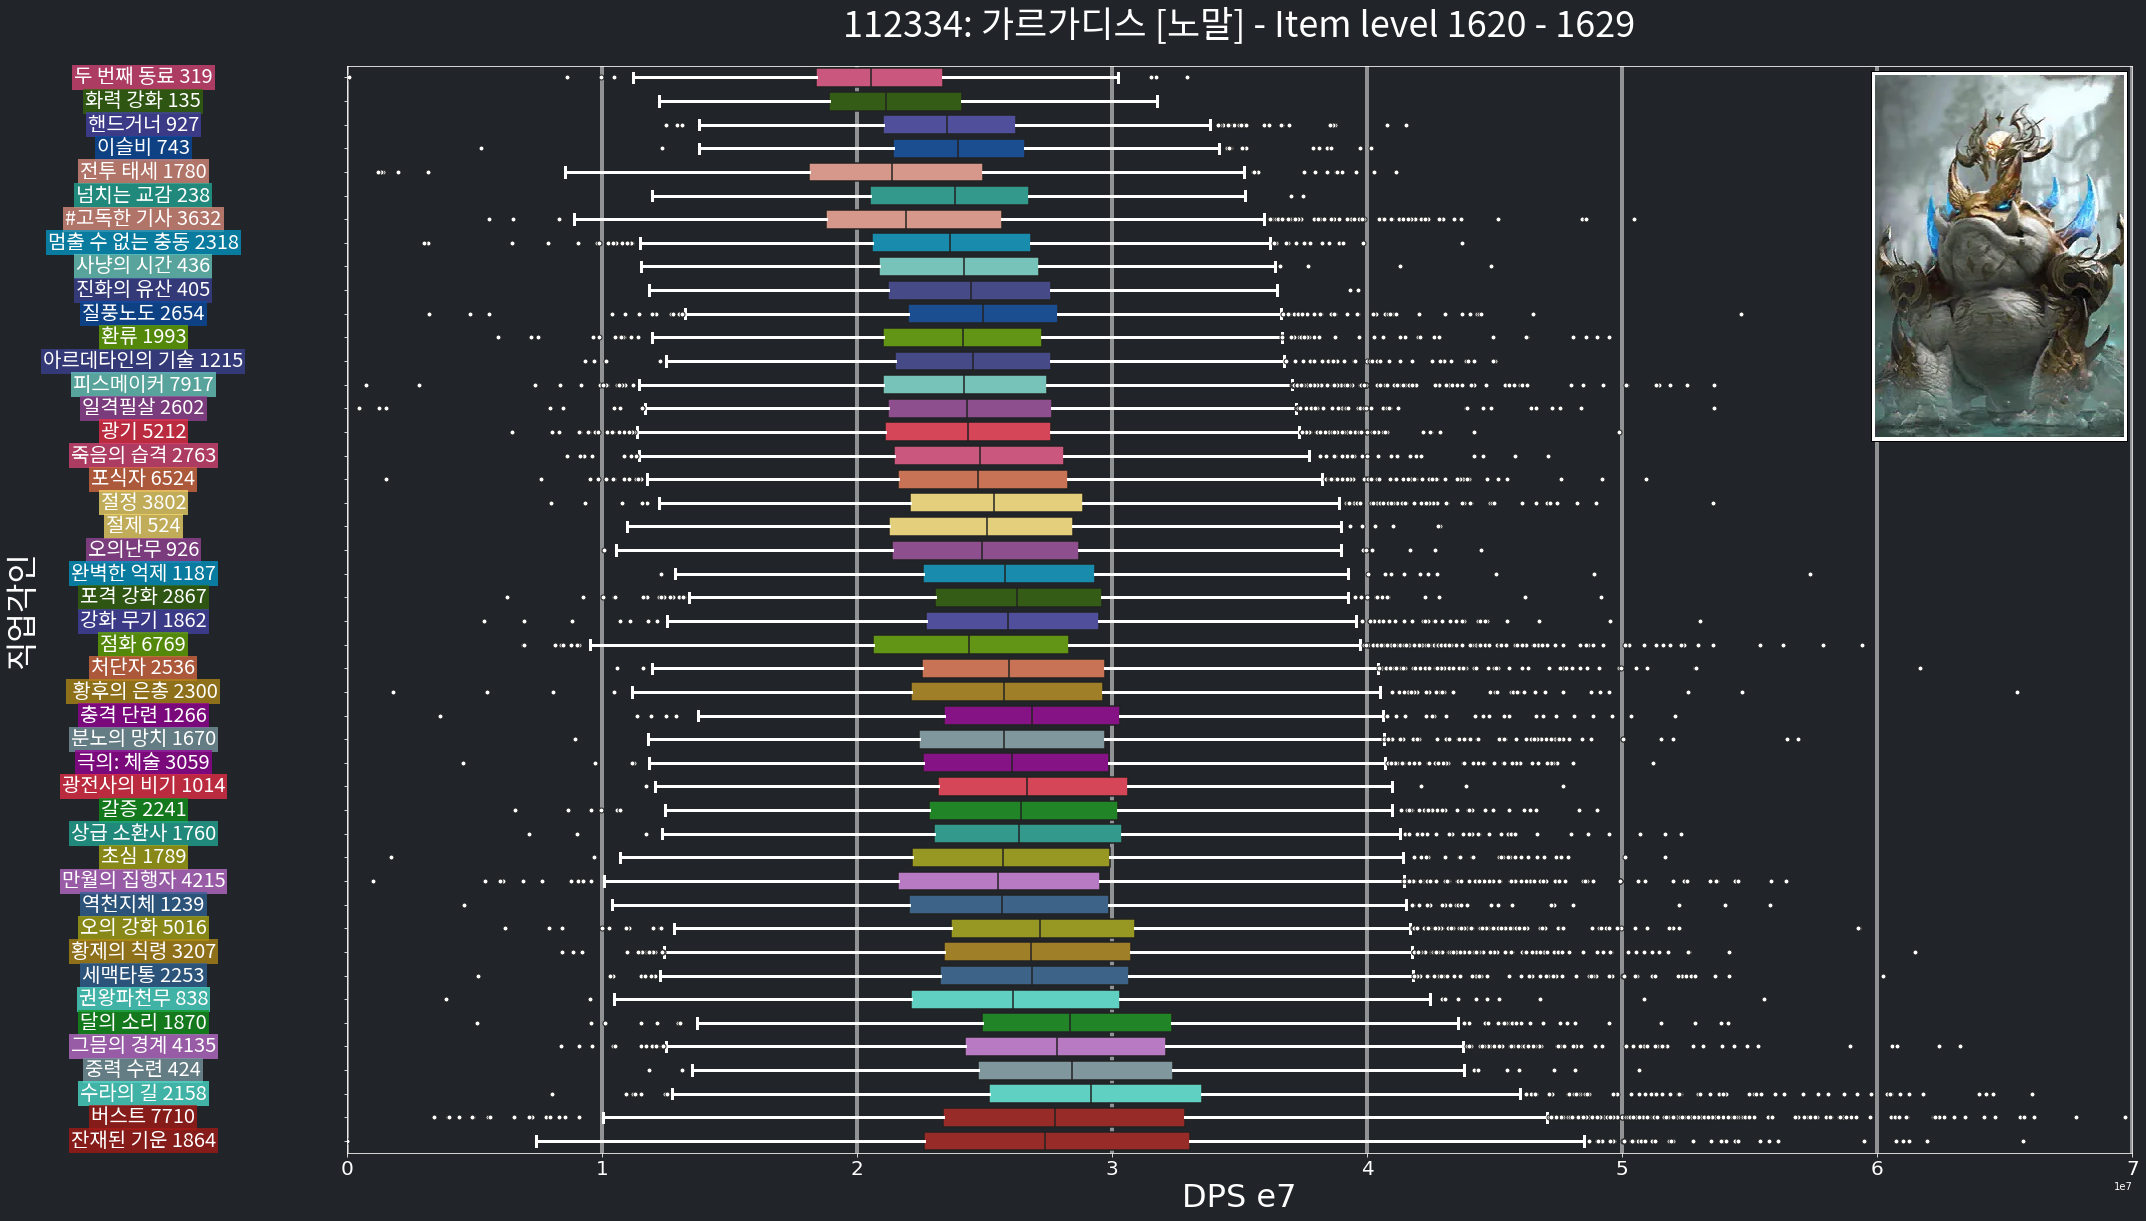 112334: 가르가디스 [노말] - Item level 1620 - 1629
두 번째 동료 319
화력 강화 135
핸드거너 927
이슬비 743
전투 태세 1780
넘치는 교감 238
#고독한 기사 3632
멈출 수 없는 충동 2318
사냥의 시간 436
진화의 유산 405
질풍노도 2654
환류 1993
아르데타인의 기술 1215
피스메이커 7917
일격필살 2602
광기 5212
죽음의 습격 2763
포식자 6524
절정 3802
절제 524
오의난무 926
완벽한 억제 1187
포격 강화 2867
강화 무기 1862
점화 6769
처단자 2536
황후의 은총 2300
충격 단련 1266
분노의 망치 1670
극의: 체술 3059
광전사의 비기 1014
갈증 2241
상급 소환사 1760
초심 1789
만월의 집행자 4215
역천지체 1239
오의 강화 5016
황제의 칙령 3207
세맥타통 2253
권왕파천무 838
달의 소리 1870
그믐의 경계 4135
중력 수련 424
수라의 길 2158
버스트 7710
잔재된 기운 1864
직업각인
0 1 2 3 4 5 6 7
1e7
DPS e7